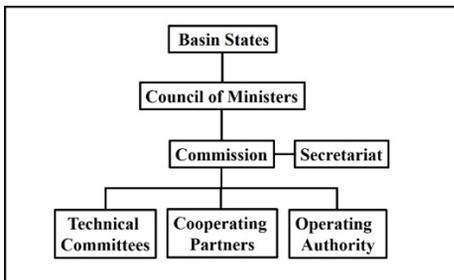 Basin States
Council of Ministers
Commission
Secretariat
Technical
Committees
Cooperating
Partners
Operating
Authority